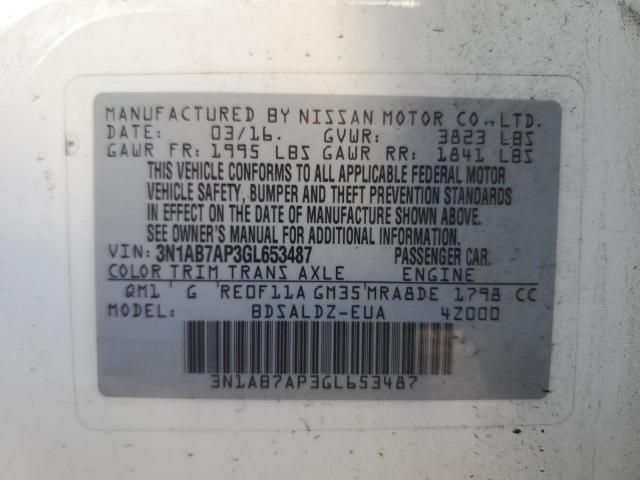 MANUFACTURED BY NISSAN MOTOR CO., LTD.
DATE: 03/16. GVWR: 3823 LBS
GAWR FR: 1995 LBS GAWR RR: 1841 LBS
THIS VEHICLE CONFORMS TO ALL APPLICABLE FEDERAL MOTOR
VEHICLE SAFETY, BUMPER AND THEFT PREVENTION STANDARDS
IN EFFECT ON THE DATE OF MANUFACTURE SHOWN ABOVE.
SEE OWNER'S MANUAL FOR ADDITIONAL INFORMATION.
VIN: 3N1AB7AP3GL653487 PASSENGER CAR.
COLOR TRIM TRANS AXLE ENGINE
QM1 G RE0F11A GM35 MRA8DE 1798 CC
MODEL: BDSALDZ-EUA 4Z000
3N1AB7AP3GL653487